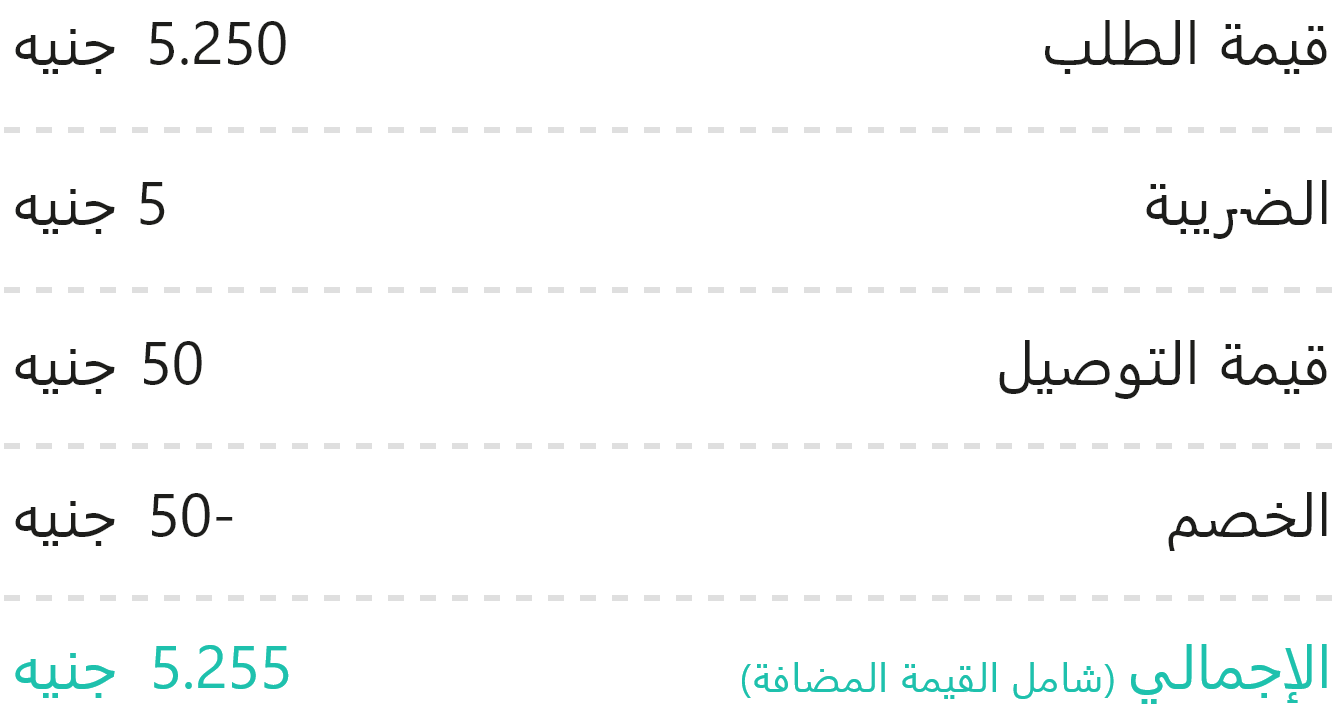 قيمة الطلب 5.250 جنيه
الضريبة 5 جنيه
قيمة التوصيل 50 جنيه
الخصم -50 جنيه
الإجمالي (شامل القيمة المضافة) 5.255 جنيه